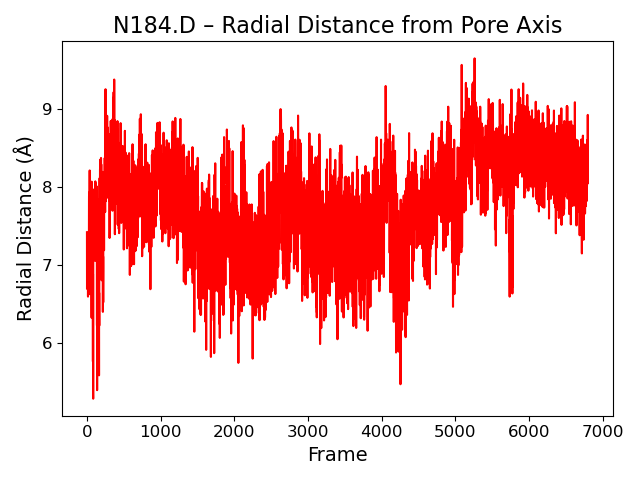 N184.D – Radial Distance from Pore Axis
Radial Distance (Å)
9
8
7
6
0 1000 2000 3000 4000 5000 6000 7000
Frame